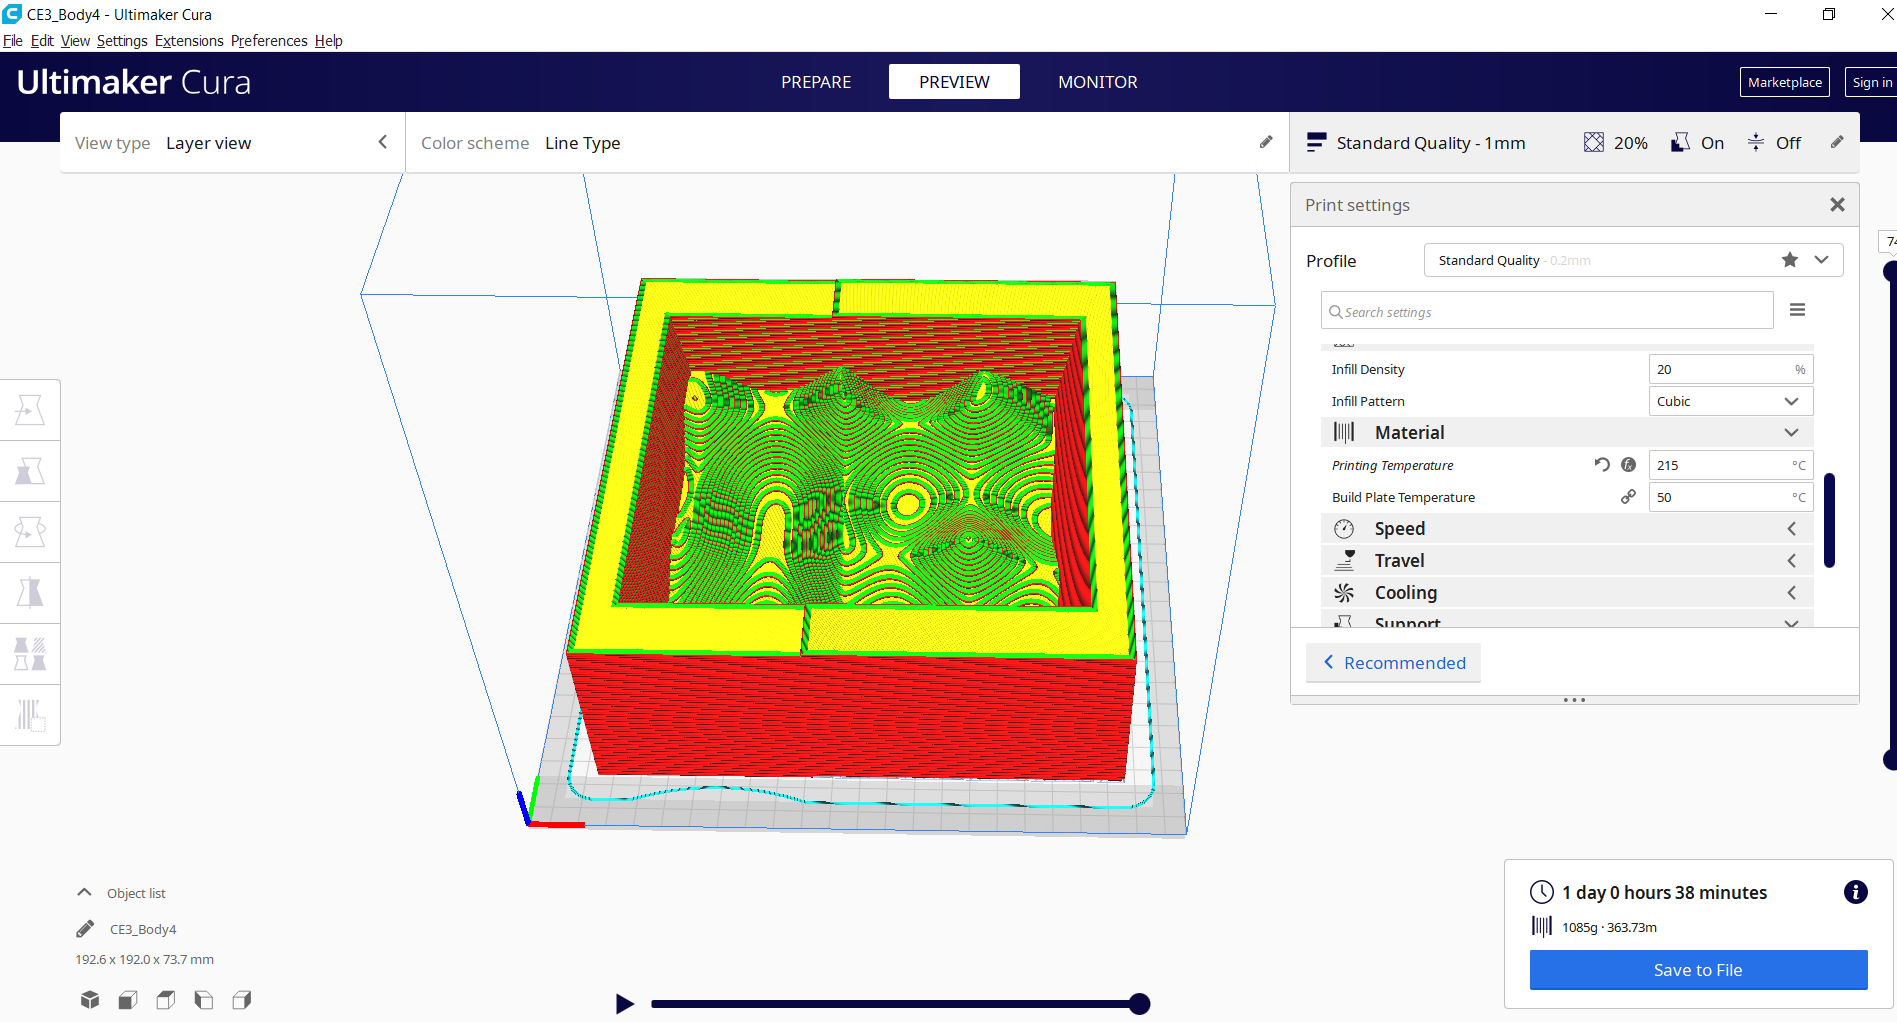 CE3_Body4 - Ultimaker Cura
File Edit View Settings Extensions Preferences Help
Ultimaker Cura
PREPARE
PREVIEW
MONITOR
Marketplace
Sign in
View type Layer view
Color scheme Line Type
Standard Quality - 1mm
20%
On
Off
Print settings
Profile
Standard Quality - 0.2mm
Search settings
Infill Density
20 %
Infill Pattern
Cubic
Material
Printing Temperature
215 °C
Build Plate Temperature
50 °C
Speed
Travel
Cooling
Support
Recommended
Object list
CE3_Body4
192.6 x 192.0 x 73.7 mm
1 day 0 hours 38 minutes
1085g · 363.73m
Save to File